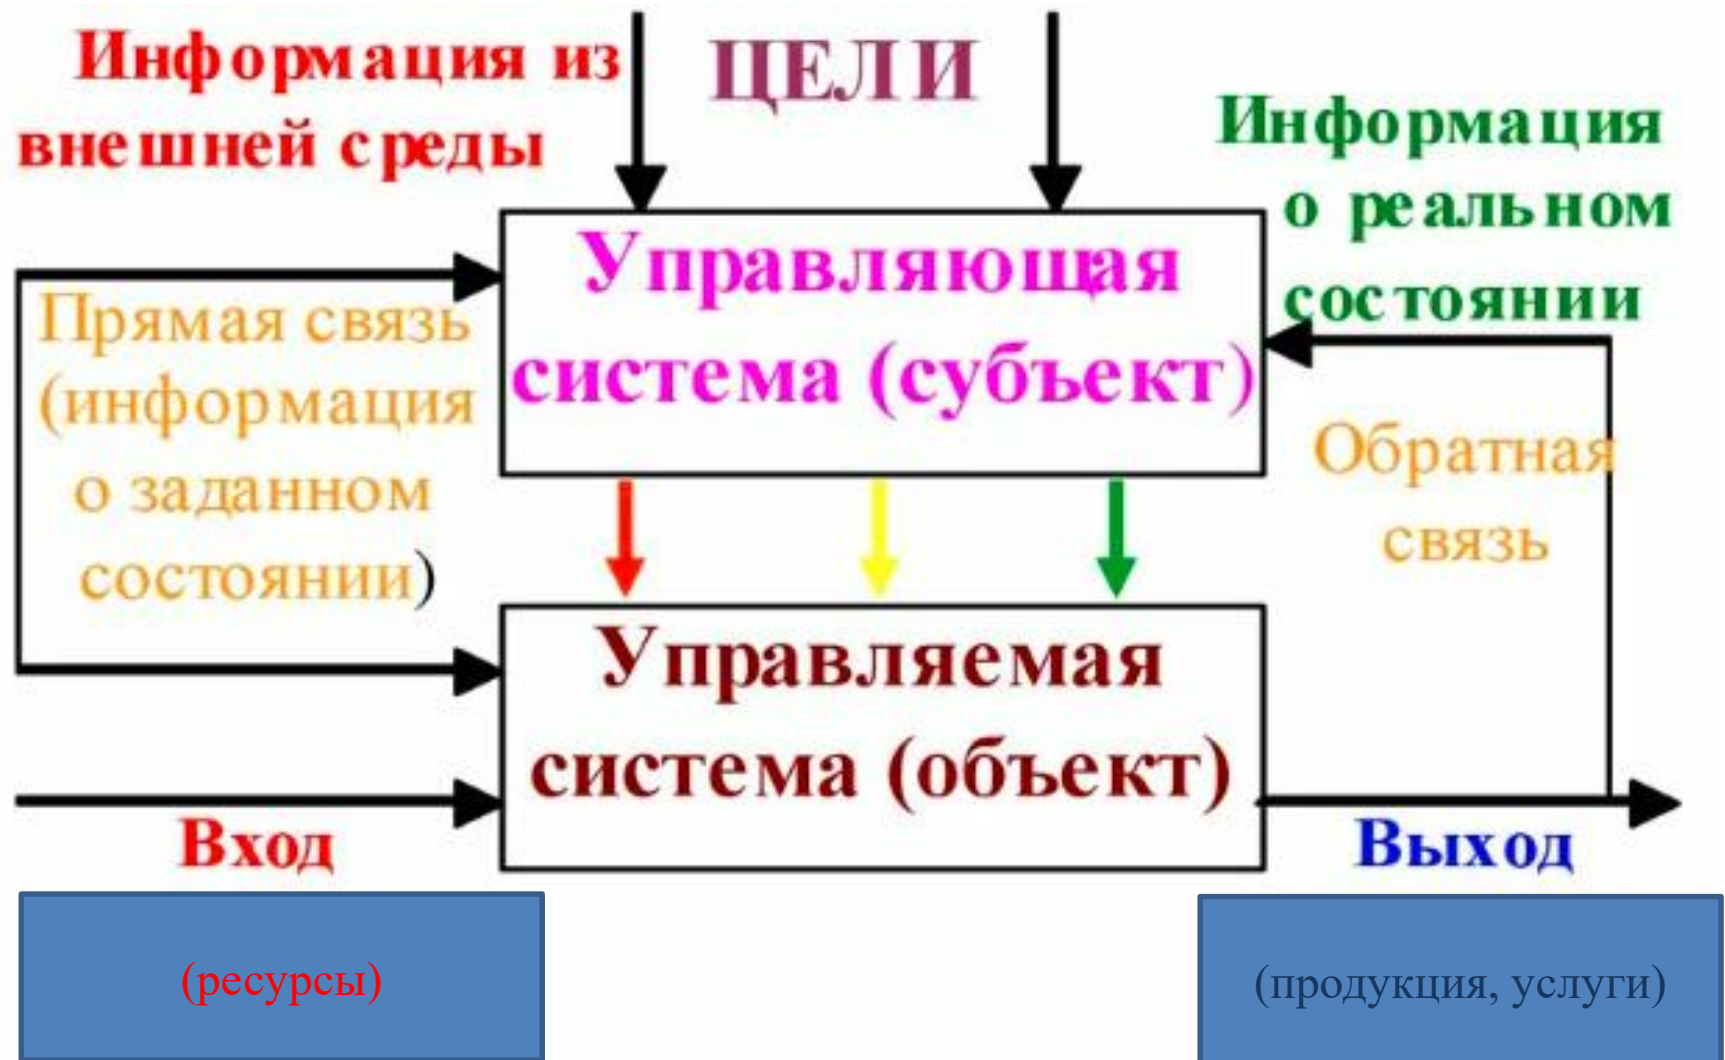 Информация из
внешней среды
ЦЕЛИ
Информация
о реальном
состоянии
Управляющая
система (субъект)
Прямая связь
(информация
о заданном
состоянии)
Обратная
связь
Управляемая
система (объект)
Вход
Выход
(ресурсы)
(продукция, услуги)